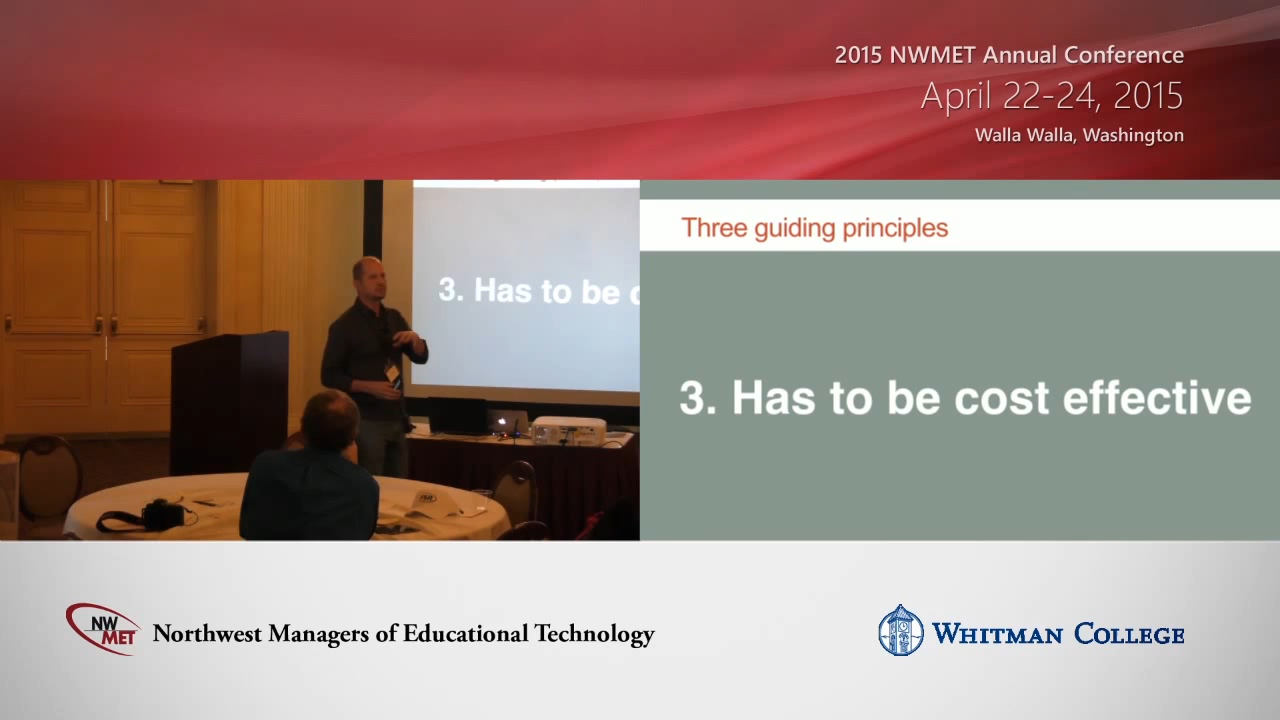 2015 NWMET Annual Conference
April 22-24, 2015
Walla Walla, Washington
3. Has to be
Three guiding principles
3. Has to be cost effective
NW
MET
Northwest Managers of Educational Technology
WHITMAN COLLEGE